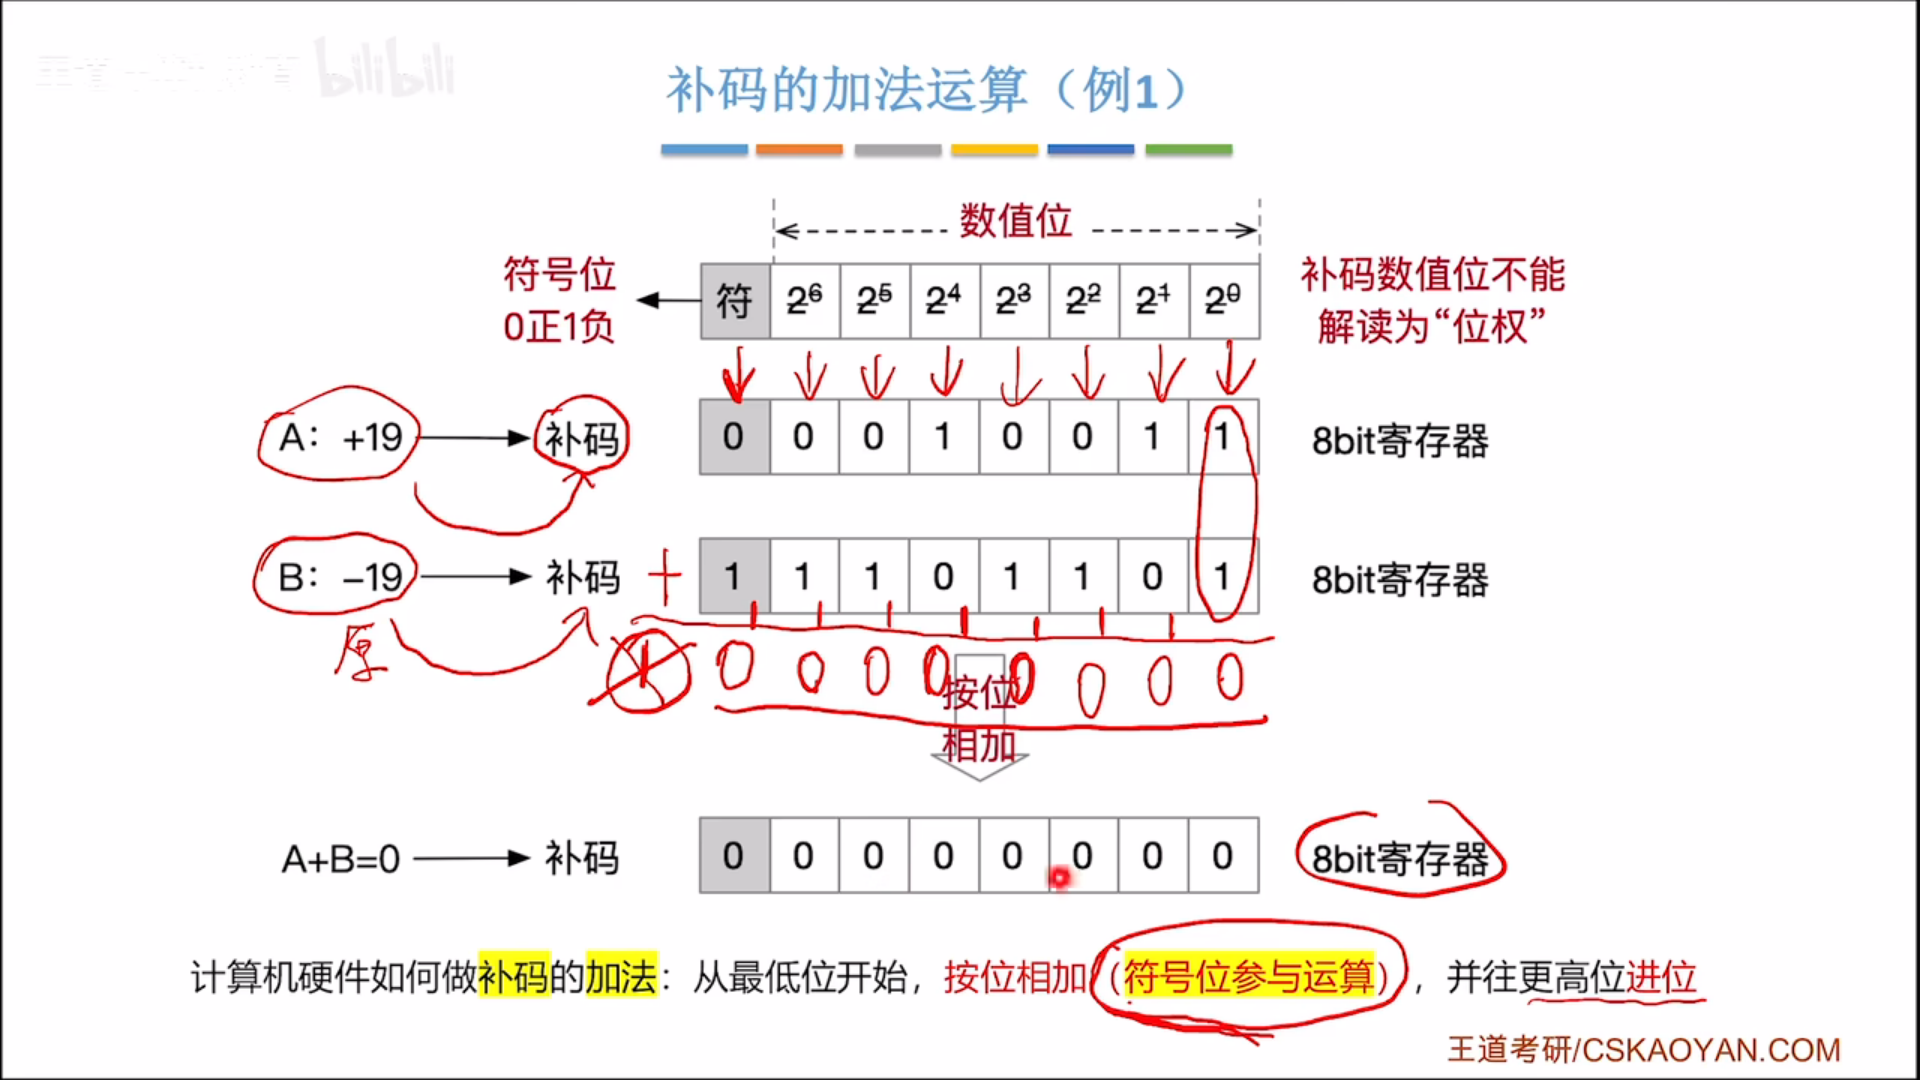 bilibili
补码的加法运算（例1）
数值位
符号位
0正1负
符 2⁶ 2⁵ 2⁴ 2³ 2² 2¹ 2⁰
补码数值位不能
解读为“位权”
A：+19 补码 0 0 0 1 0 0 1 1 8bit寄存器
B：−19 补码 + 1 1 1 0 1 1 0 1 8bit寄存器
原
1 0 0 0 0 0 0 0 0
按位
相加
A+B=0 补码 0 0 0 0 0 0 0 0 8bit寄存器
计算机硬件如何做补码的加法：从最低位开始，按位相加（符号位参与运算），并往更高位进位
王道考研/CSKAOYAN.COM